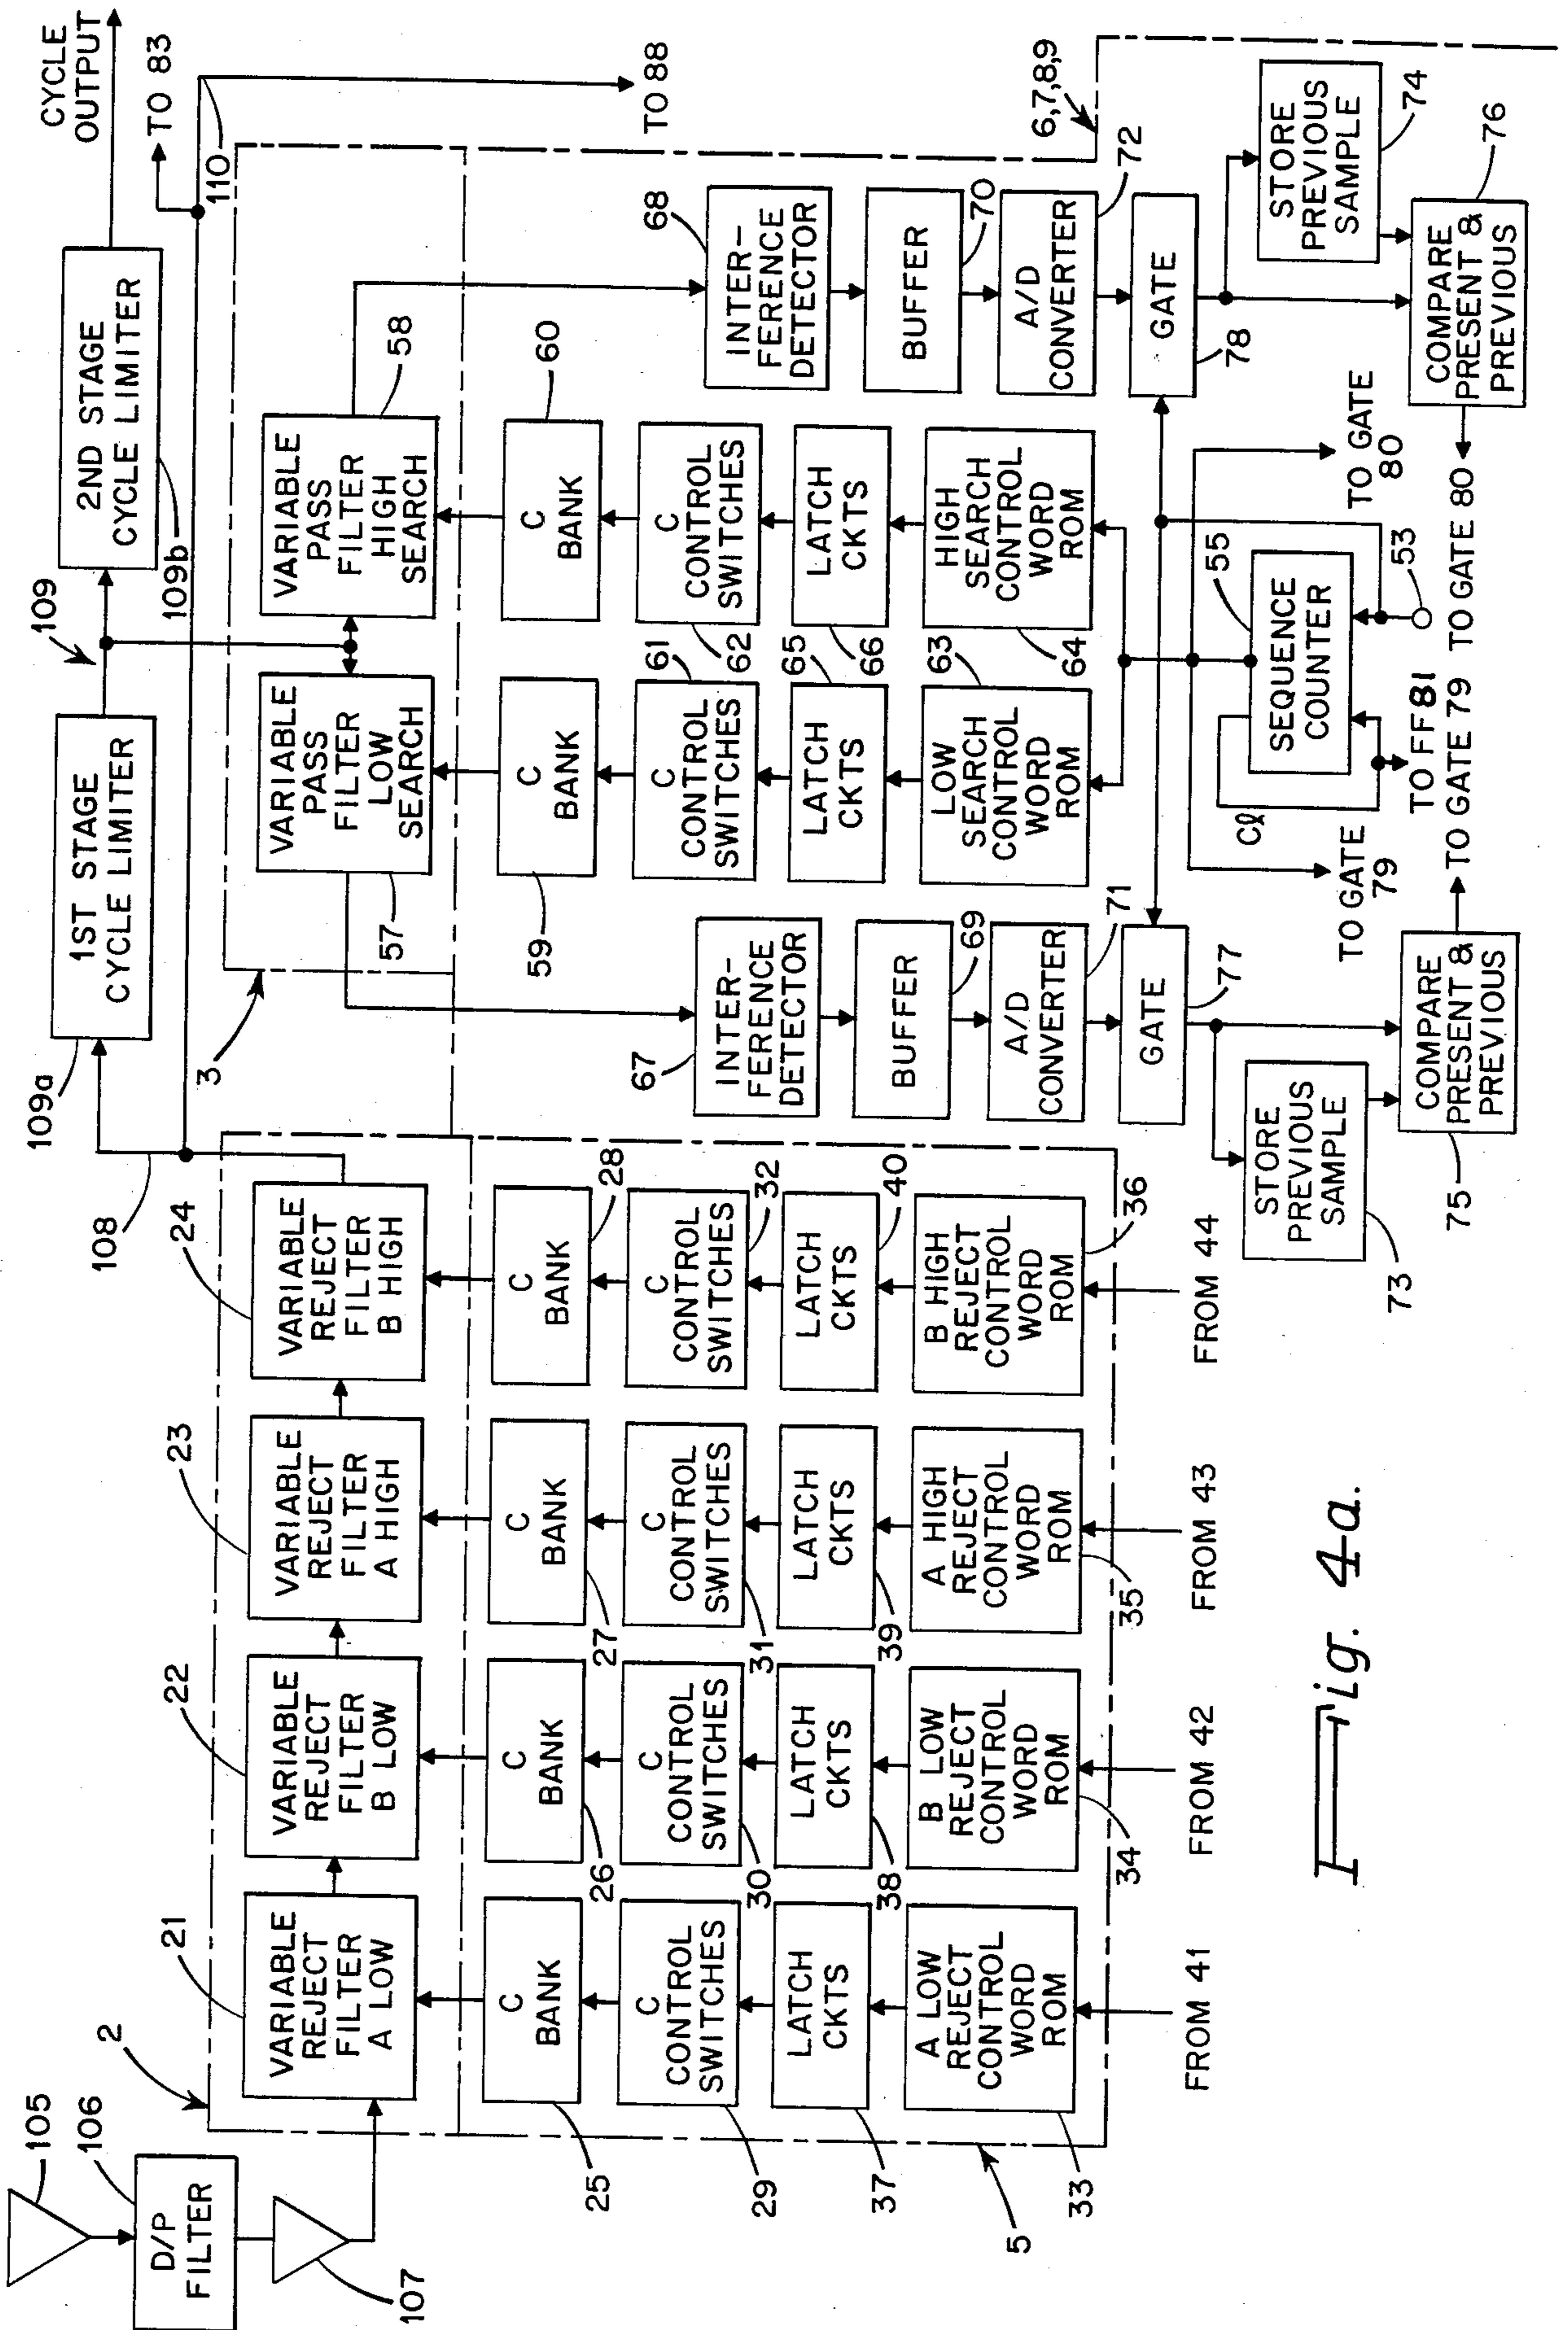 105
106
D/P
FILTER
107
2
21
VARIABLE
REJECT
FILTER
A LOW
22
VARIABLE
REJECT
FILTER
B LOW
23
VARIABLE
REJECT
FILTER
A HIGH
24
VARIABLE
REJECT
FILTER
B HIGH
108
109a
1ST STAGE
CYCLE LIMITER
109
2ND STAGE
CYCLE LIMITER
109b
CYCLE
OUTPUT
TO 83
110
TO 88
3
VARIABLE
PASS
FILTER
LOW
SEARCH
57
VARIABLE
PASS
FILTER
HIGH
SEARCH
58
C
BANK
25
C
BANK
26
C
BANK
27
C
BANK
28
C
BANK
59
C
BANK
60
C
CONTROL
SWITCHES
29
C
CONTROL
SWITCHES
30
C
CONTROL
SWITCHES
31
C
CONTROL
SWITCHES
32
C
CONTROL
SWITCHES
61
C
CONTROL
SWITCHES
62
LATCH
CKTS
37
LATCH
CKTS
38
LATCH
CKTS
39
LATCH
CKTS
40
LATCH
CKTS
65
LATCH
CKTS
66
A LOW
REJECT
CONTROL
WORD
ROM
33
B LOW
REJECT
CONTROL
WORD
ROM
34
A HIGH
REJECT
CONTROL
WORD
ROM
35
B HIGH
REJECT
CONTROL
WORD
ROM
36
LOW
SEARCH
CONTROL
WORD
ROM
63
HIGH
SEARCH
CONTROL
WORD
ROM
64
5
FROM 41
FROM 42
FROM 43
FROM 44
67
INTER-
FERENCE
DETECTOR
BUFFER
69
A/D
CONVERTER
71
GATE
77
STORE
PREVIOUS
SAMPLE
73
COMPARE
PRESENT &
PREVIOUS
75
TO GATE 79
68
INTER-
FERENCE
DETECTOR
BUFFER
70
A/D
CONVERTER
72
GATE
78
6,7,8,9
STORE
PREVIOUS
SAMPLE
74
COMPARE
PRESENT &
PREVIOUS
76
TO GATE 80
TO GATE
79
TO GATE
80
Cl
SEQUENCE
COUNTER
55
53
TO FF 81
Fig. 4a.